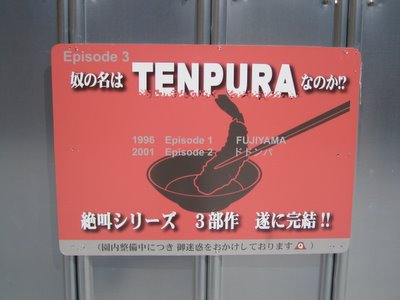 Episode 3
奴の名は TENPURA なのか!?
1996 Episode 1 FUJIYAMA
2001 Episode 2 ドドンパ
絶叫シリーズ 3部作 遂に完結!!
(園内整備中につき 御迷惑をおかけしております)